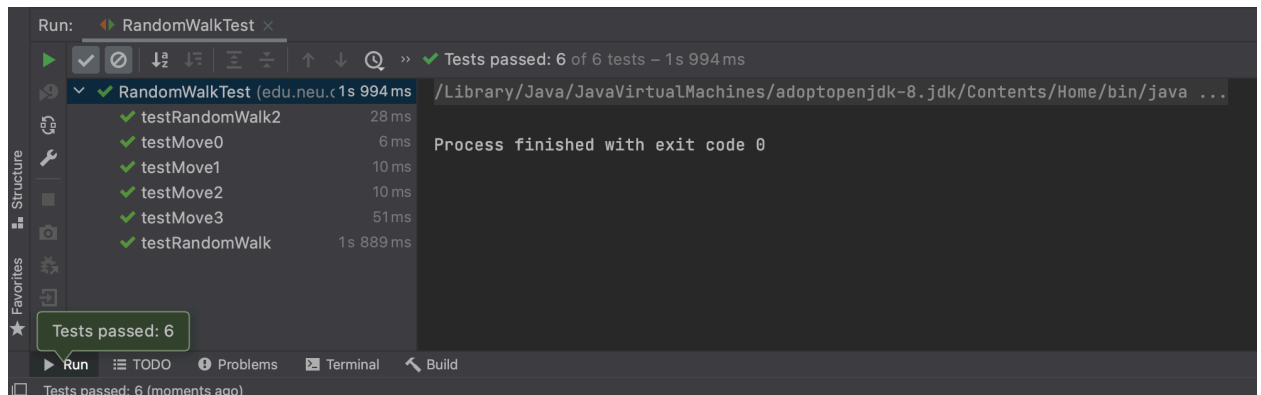 Run: RandomWalkTest ×
Tests passed: 6 of 6 tests – 1 s 994 ms
RandomWalkTest (edu.neu.c 1 s 994 ms
testRandomWalk2 28 ms
testMove0 6 ms
testMove1 10 ms
testMove2 10 ms
testMove3 51 ms
testRandomWalk 1 s 889 ms
/Library/Java/JavaVirtualMachines/adoptopenjdk-8.jdk/Contents/Home/bin/java ...
Process finished with exit code 0
Structure
Favorites
Tests passed: 6
Run TODO Problems Terminal Build
Tests passed: 6 (moments ago)